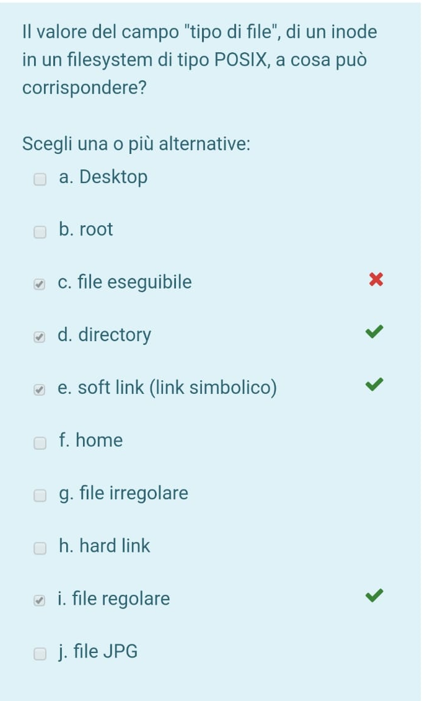 Il valore del campo "tipo di file", di un inode
in un filesystem di tipo POSIX, a cosa può
corrispondere?
Scegli una o più alternative:
a. Desktop
b. root
c. file eseguibile
d. directory
e. soft link (link simbolico)
f. home
g. file irregolare
h. hard link
i. file regolare
j. file JPG